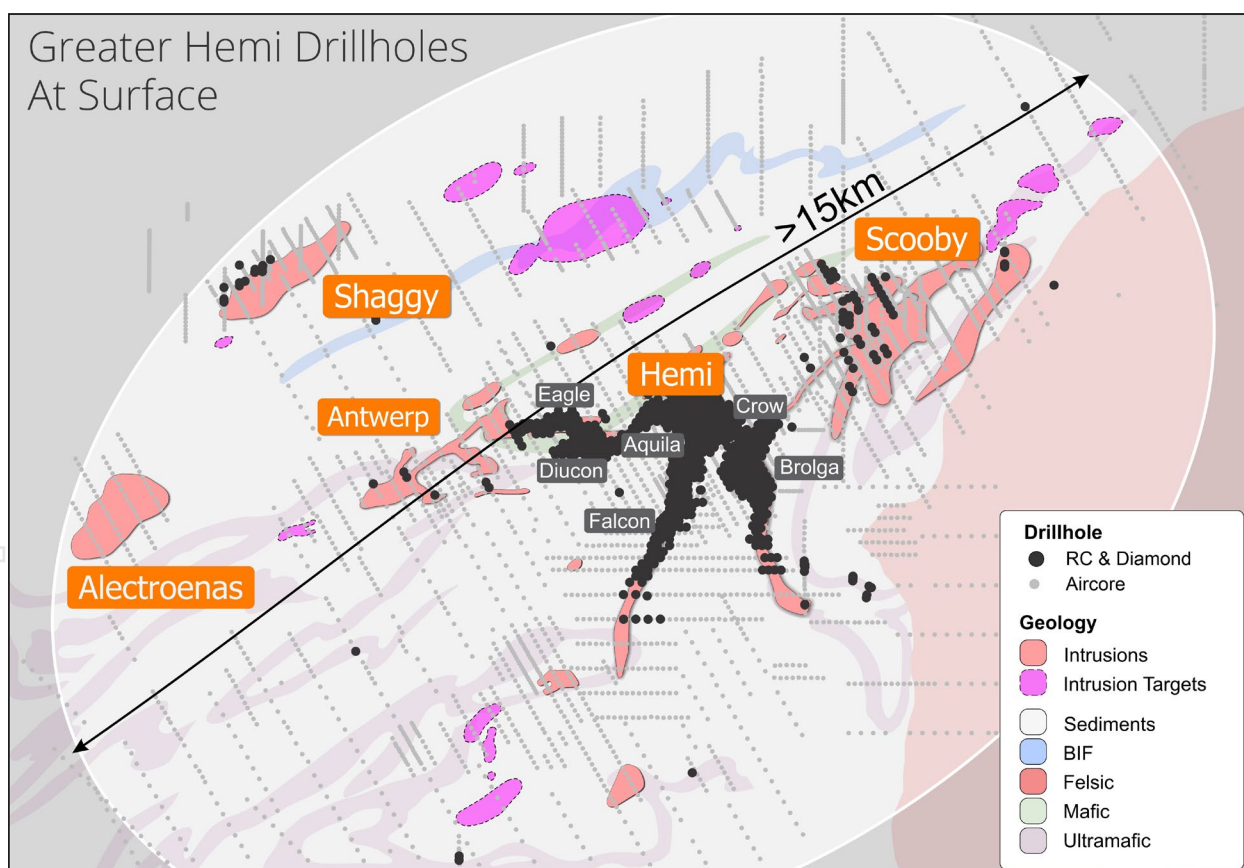 Greater Hemi Drillholes
At Surface
>15km
Scooby
Shaggy
Hemi
Eagle
Crow
Antwerp
Aquila
Diucon
Brolga
Falcon
Alectroenas
Drillhole
RC & Diamond
Aircore
Geology
Intrusions
Intrusion Targets
Sediments
BIF
Felsic
Mafic
Ultramafic